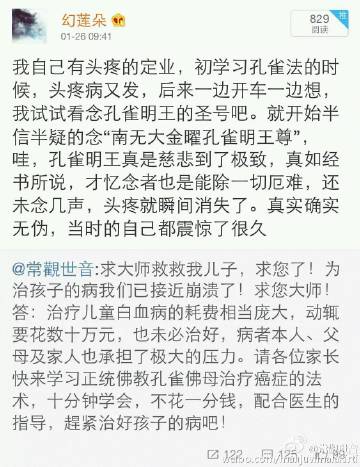 幻莲朵
01-26 09:41
829
阅读
推
我自己有头疼的定业，初学习孔雀法的时
候，头疼病又发，后来一边开车一边想，
我试试看念孔雀明王的圣号吧。就开始半
信半疑的念“南无大金曜孔雀明王尊”，
哇，孔雀明王真是慈悲到了极致，真如经
书所说，才忆念者也是能除一切厄难，还
未念几声，头疼就瞬间消失了。真实确实
无伪，当时的自己都震惊了很久
@常觀世音:求大师救救我儿子，求您了！为
治孩子的病我们已接近崩溃了！求您大师！
答：治疗儿童白血病的耗费相当庞大，动辄
要花数十万元，也未必治好，病者本人、父
母及家人也承担了极大的压力。请各位家长
快来学习正统佛教孔雀佛母治疗癌症的法
术，十分钟学会，不花一分钱，配合医生的
指导，赶紧治好孩子的病吧！
122
125
89